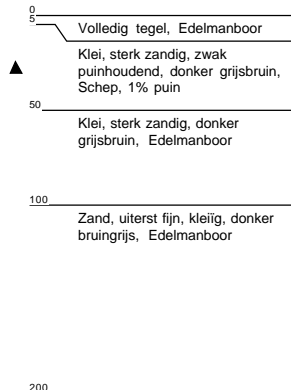 0
5
Volledig tegel, Edelmanboor
Klei, sterk zandig, zwak
puinhoudend, donker grijsbruin,
Schep, 1% puin
50
Klei, sterk zandig, donker
grijsbruin, Edelmanboor
100
Zand, uiterst fijn, kleiïg, donker
bruingrijs, Edelmanboor
200